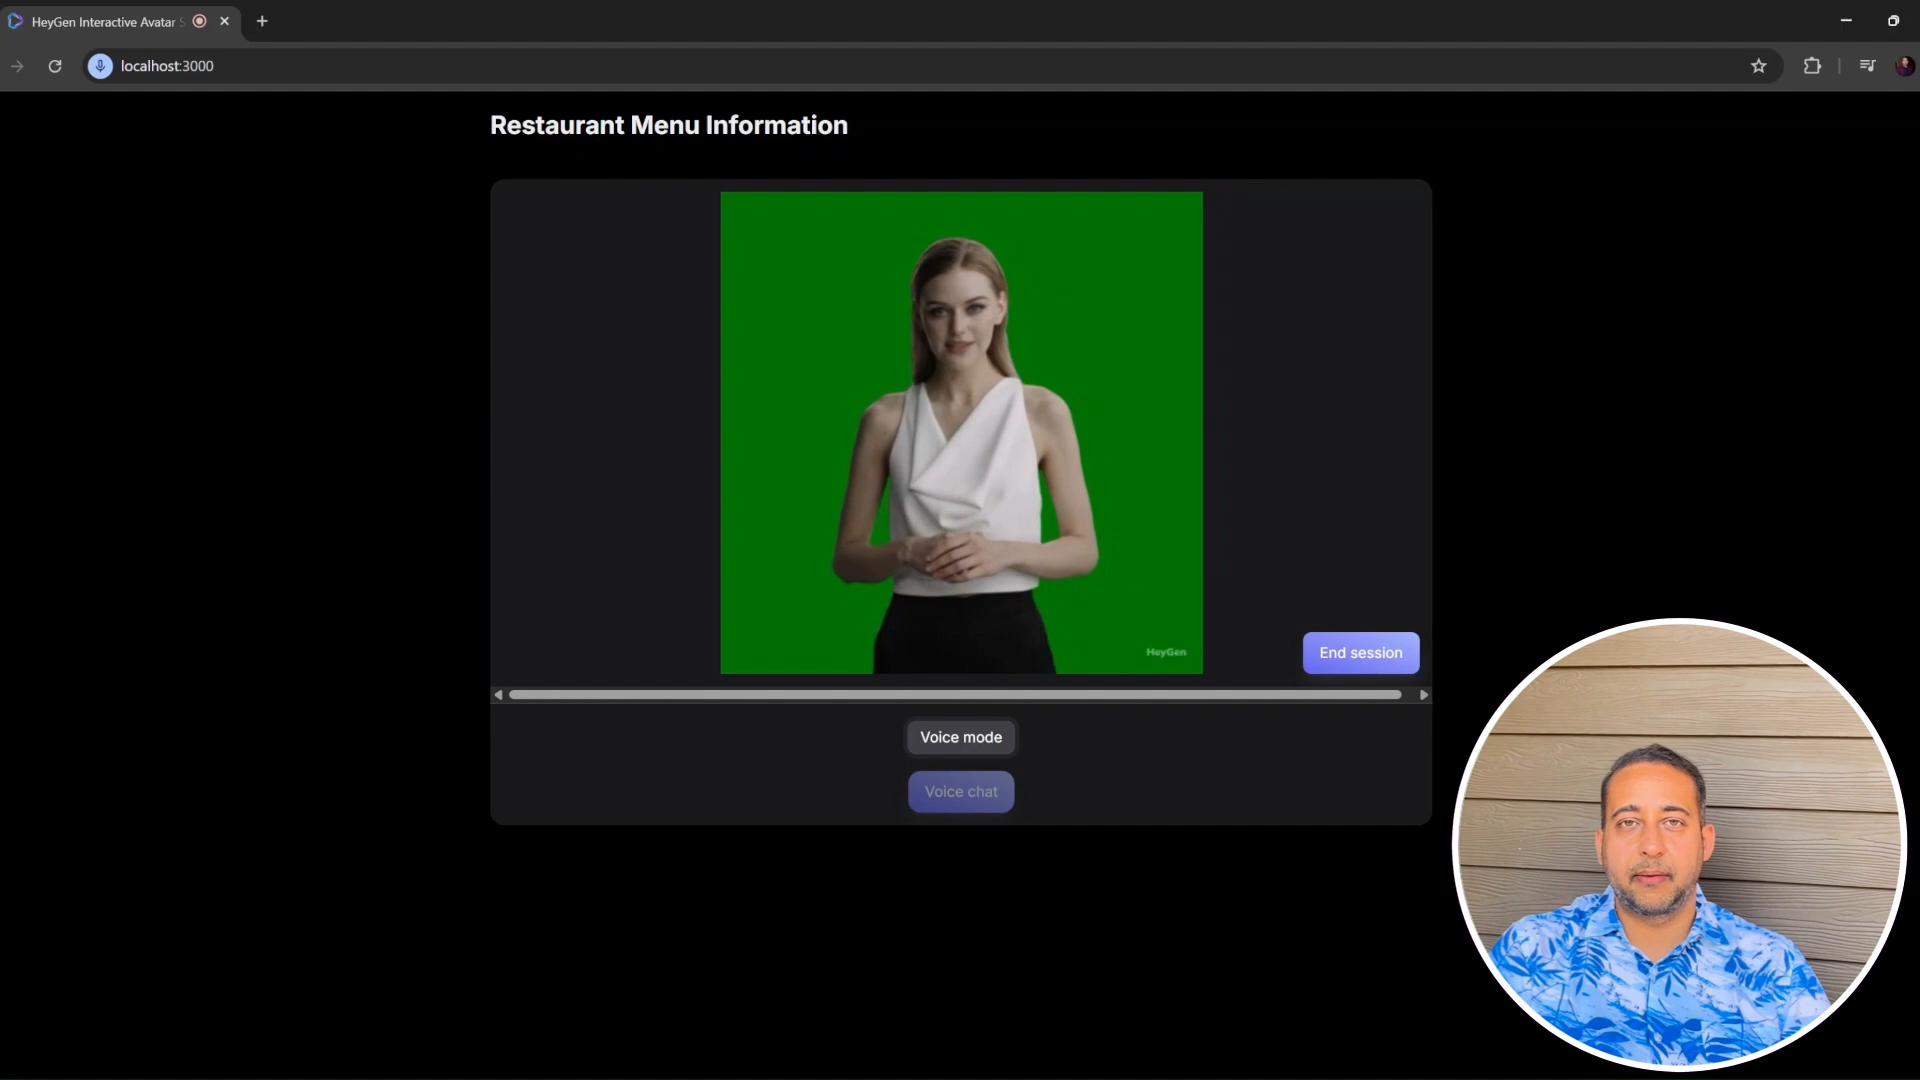 HeyGen Interactive Avatar S
localhost:3000
Restaurant Menu Information
HeyGen
End session
Voice mode
Voice chat